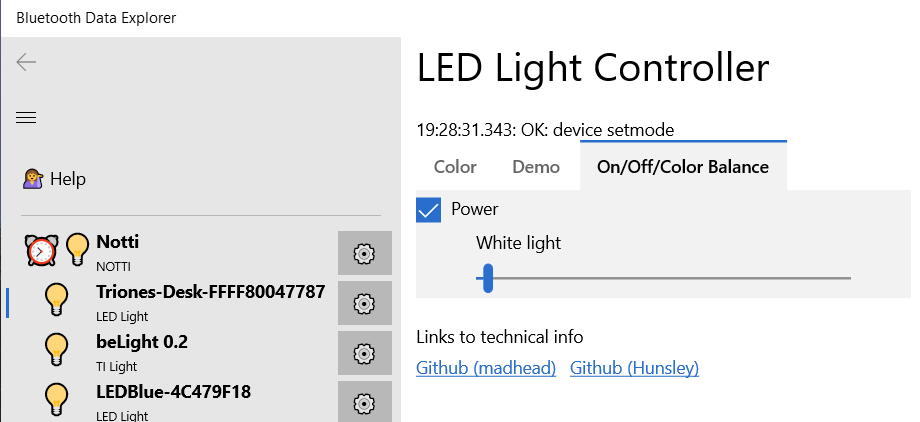 Bluetooth Data Explorer
Help
Notti
NOTTI
Triones-Desk-FFFF80047787
LED Light
beLight 0.2
TI Light
LEDBlue-4C479F18
LED Light
LED Light Controller
19:28:31.343: OK: device setmode
Color Demo On/Off/Color Balance
Power
White light
Links to technical info
Github (madhead) Github (Hunsley)